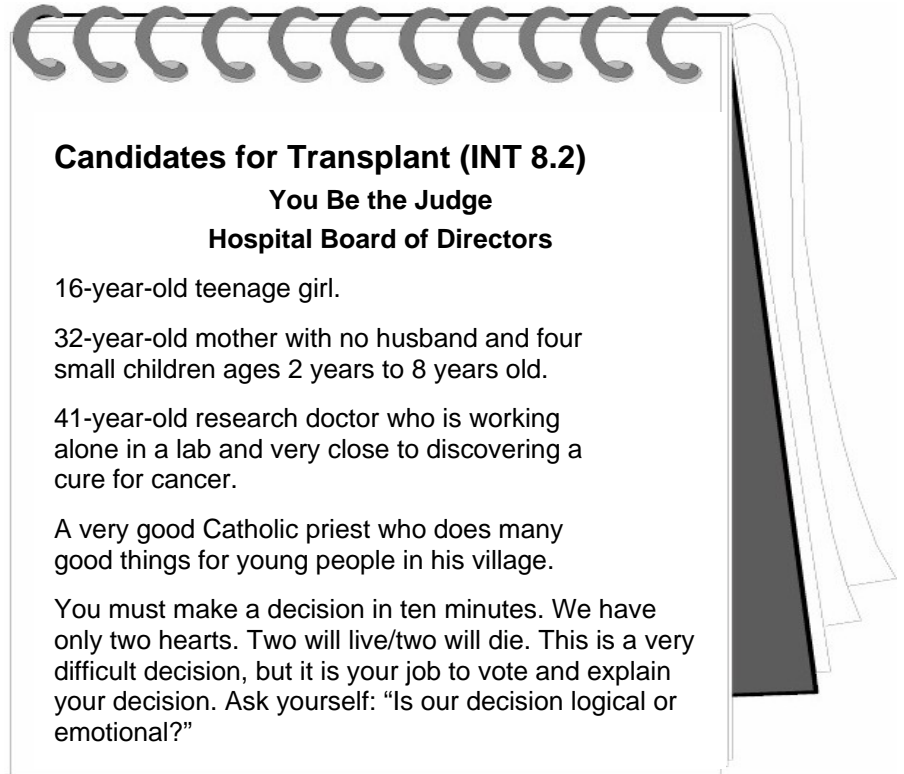 Candidates for Transplant (INT 8.2)
You Be the Judge
Hospital Board of Directors
16-year-old teenage girl.
32-year-old mother with no husband and four
small children ages 2 years to 8 years old.
41-year-old research doctor who is working
alone in a lab and very close to discovering a
cure for cancer.
A very good Catholic priest who does many
good things for young people in his village.
You must make a decision in ten minutes. We have
only two hearts. Two will live/two will die. This is a very
difficult decision, but it is your job to vote and explain
your decision. Ask yourself: “Is our decision logical or
emotional?”